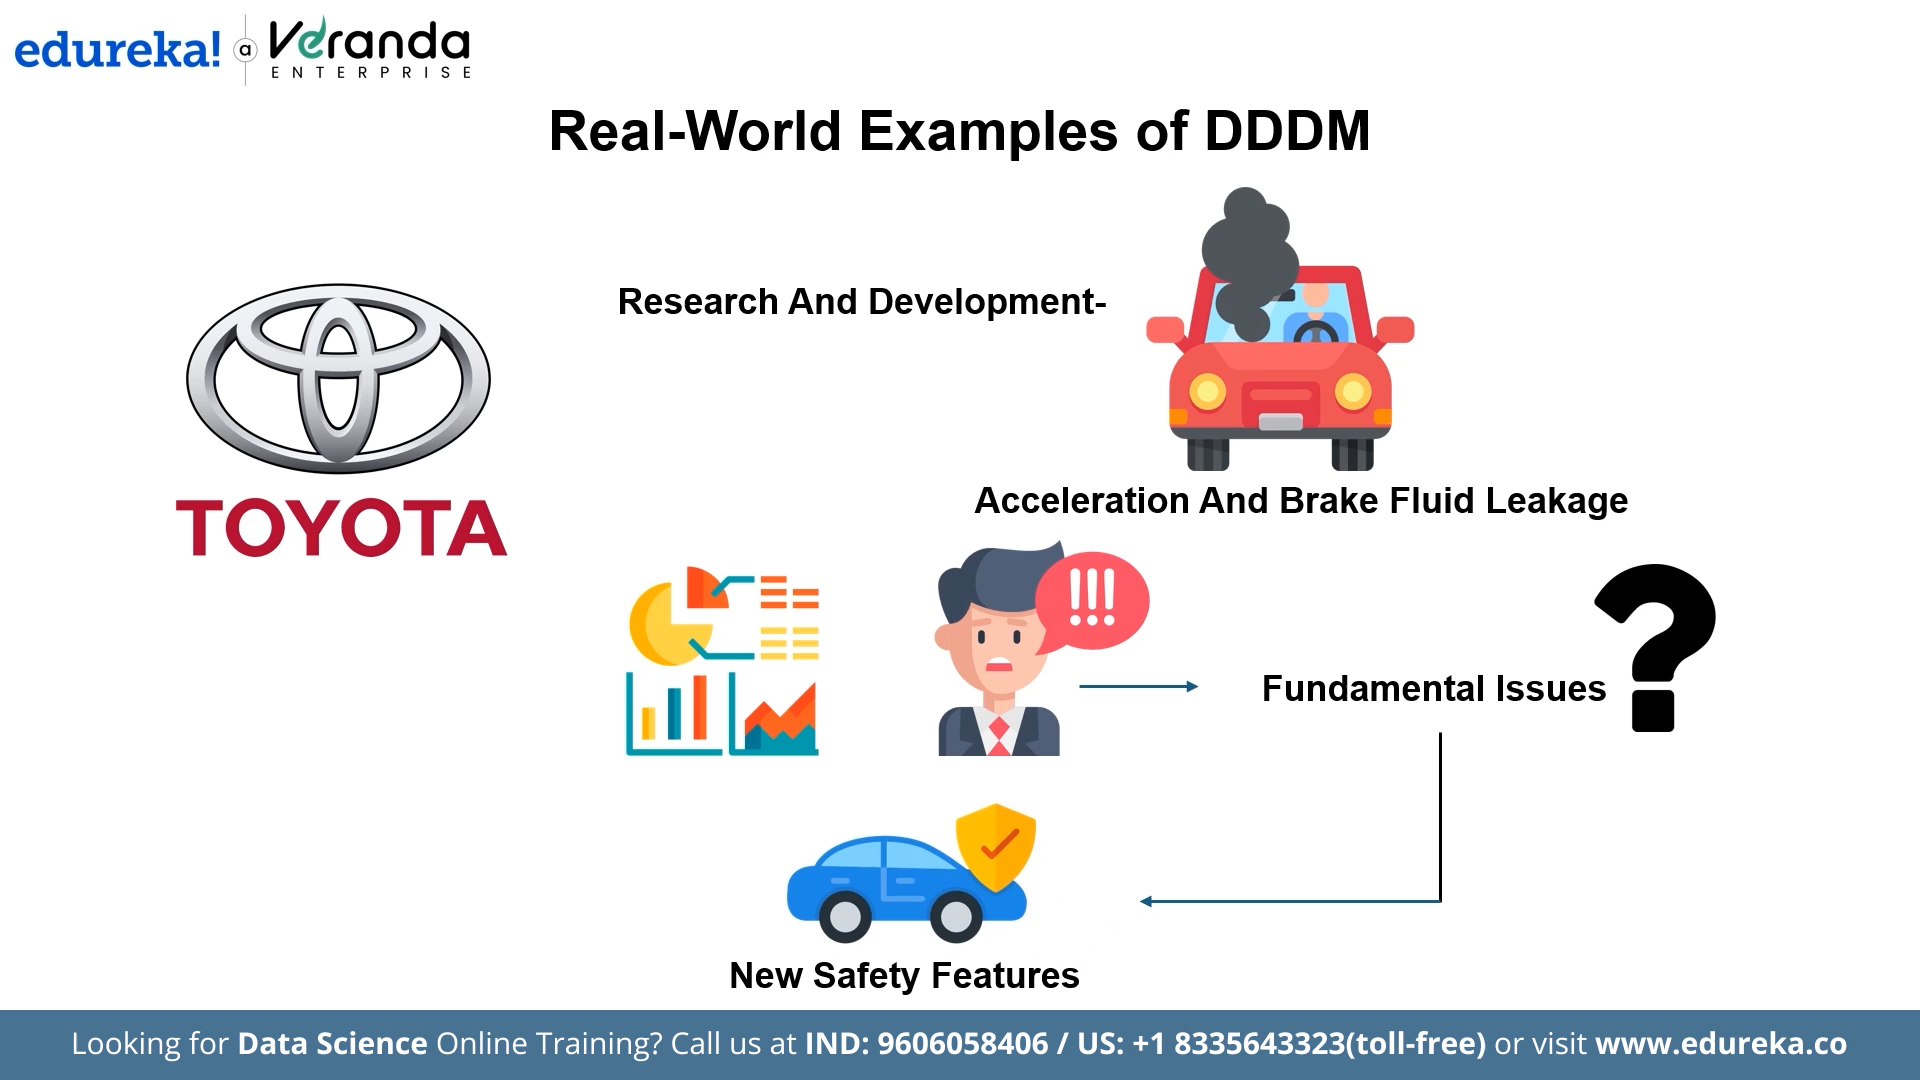 edureka! a Veranda
ENTERPRISE
Real-World Examples of DDDM
Research And Development-
TOYOTA
Acceleration And Brake Fluid Leakage
!!!
Fundamental Issues ?
New Safety Features
Looking for Data Science Online Training? Call us at IND: 9606058406 / US: +1 8335643323(toll-free) or visit www.edureka.co